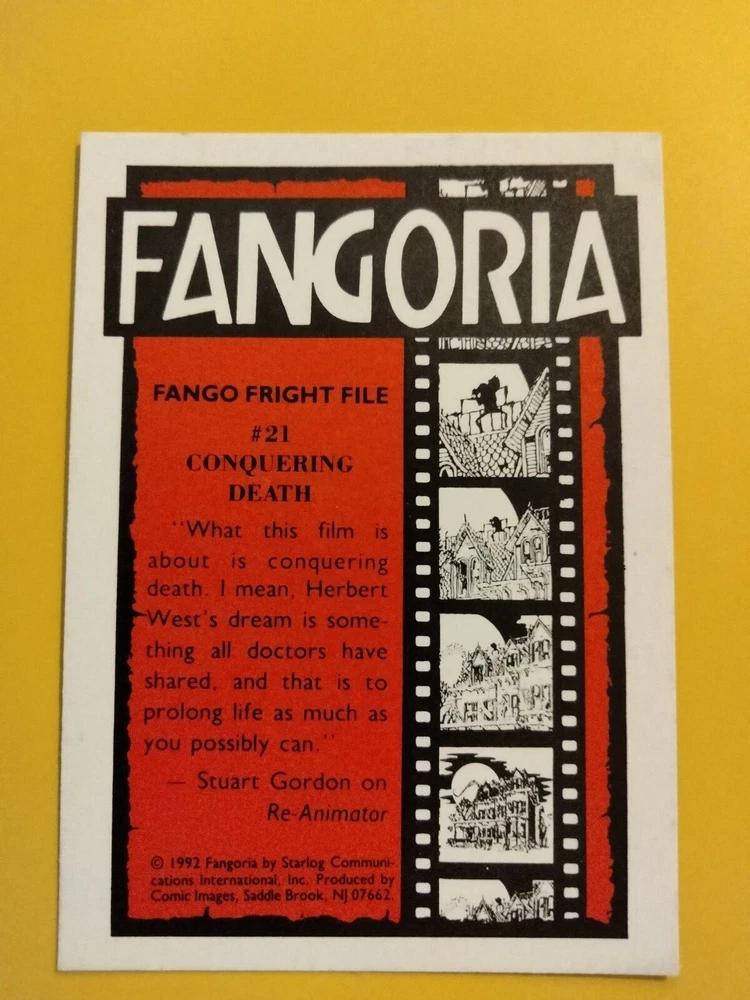 FANGORIA
FANGO FRIGHT FILE
#21
CONQUERING
DEATH
"What this film is
about is conquering
death. I mean, Herbert
West's dream is some-
thing all doctors have
shared, and that is to
prolong life as much as
you possibly can."
— Stuart Gordon on
Re-Animator
© 1992 Fangoria by Starlog Communi-
cations International, Inc. Produced by
Comic Images, Saddle Brook, NJ 07662.